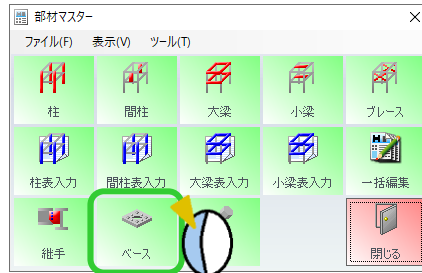 部材マスター
ファイル(F) 表示(V) ツール(T)
柱 間柱 大梁 小梁 ブレース
柱表入力 間柱表入力 大梁表入力 小梁表入力 一括編集
継手 ベース 閉じる